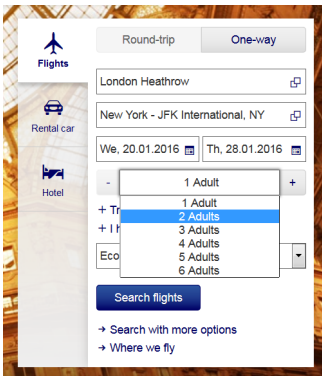 Round-trip One-way
Flights
London Heathrow
New York - JFK International, NY
Rental car
We, 20.01.2016 Th, 28.01.2016
- 1 Adult +
Hotel
1 Adult
+ Tr
2 Adults
+ I h
3 Adults
4 Adults
Eco
5 Adults
6 Adults
Search flights
→ Search with more options
→ Where we fly